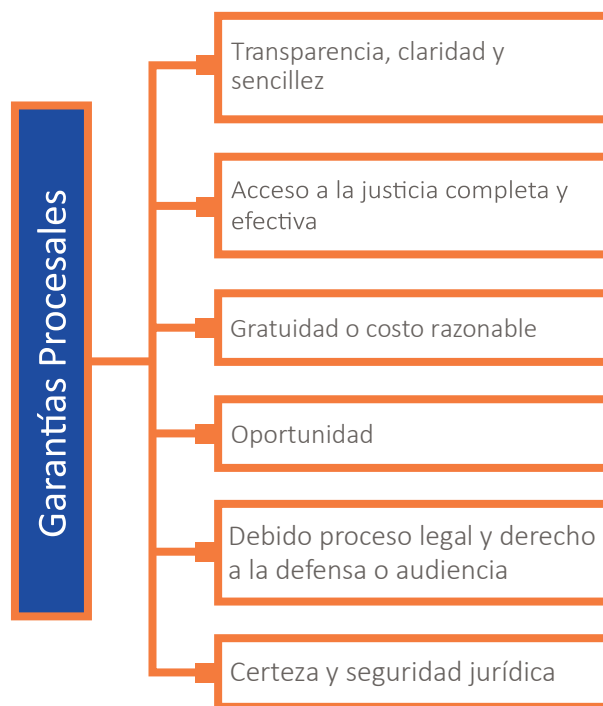 Garantías Procesales
Transparencia, claridad y
sencillez
Acceso a la justicia completa y
efectiva
Gratuidad o costo razonable
Oportunidad
Debido proceso legal y derecho
a la defensa o audiencia
Certeza y seguridad jurídica